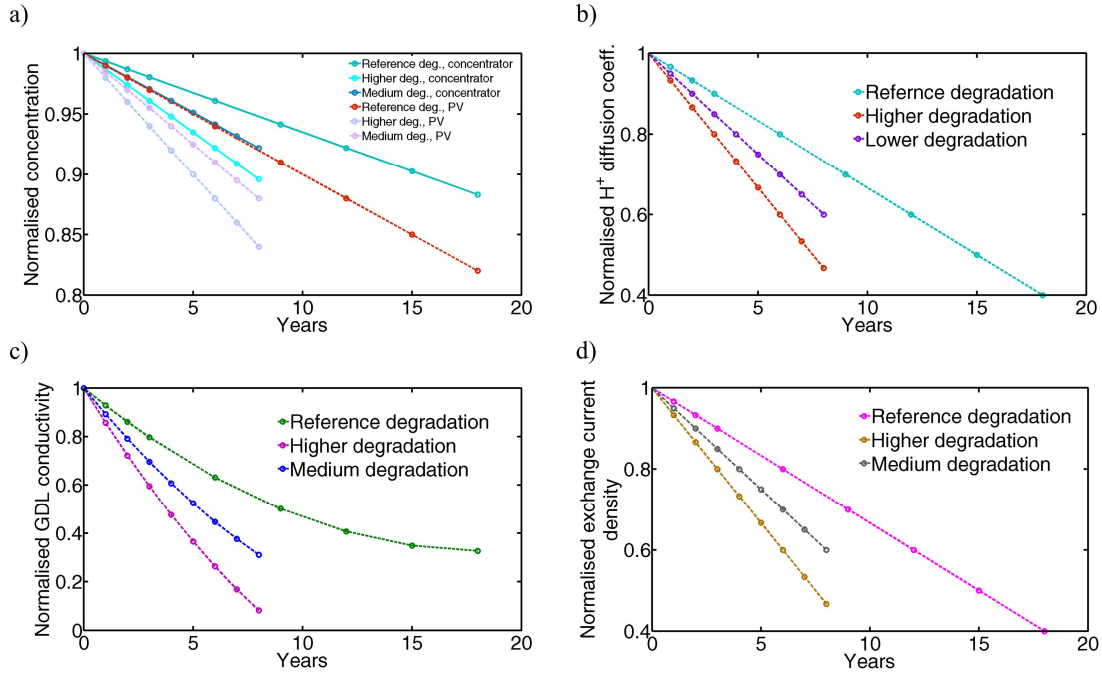 a)
Normalised concentration
1
0.95
0.9
0.85
0.8
0
5
10
15
20
Years
Reference deg., concentrator
Higher deg., concentrator
Medium deg., concentrator
Reference deg., PV
Higher deg., PV
Medium deg., PV
b)
Normalised H+ diffusion coeff.
1
0.8
0.6
0.4
0
5
10
15
20
Years
Refernce degradation
Higher degradation
Lower degradation
c)
Normalised GDL conductivity
1
0.8
0.6
0.4
0.2
0
0
5
10
15
20
Years
Reference degradation
Higher degradation
Medium degradation
d)
Normalised exchange current
density
1
0.8
0.6
0.4
0
5
10
15
20
Years
Reference degradation
Higher degradation
Medium degradation